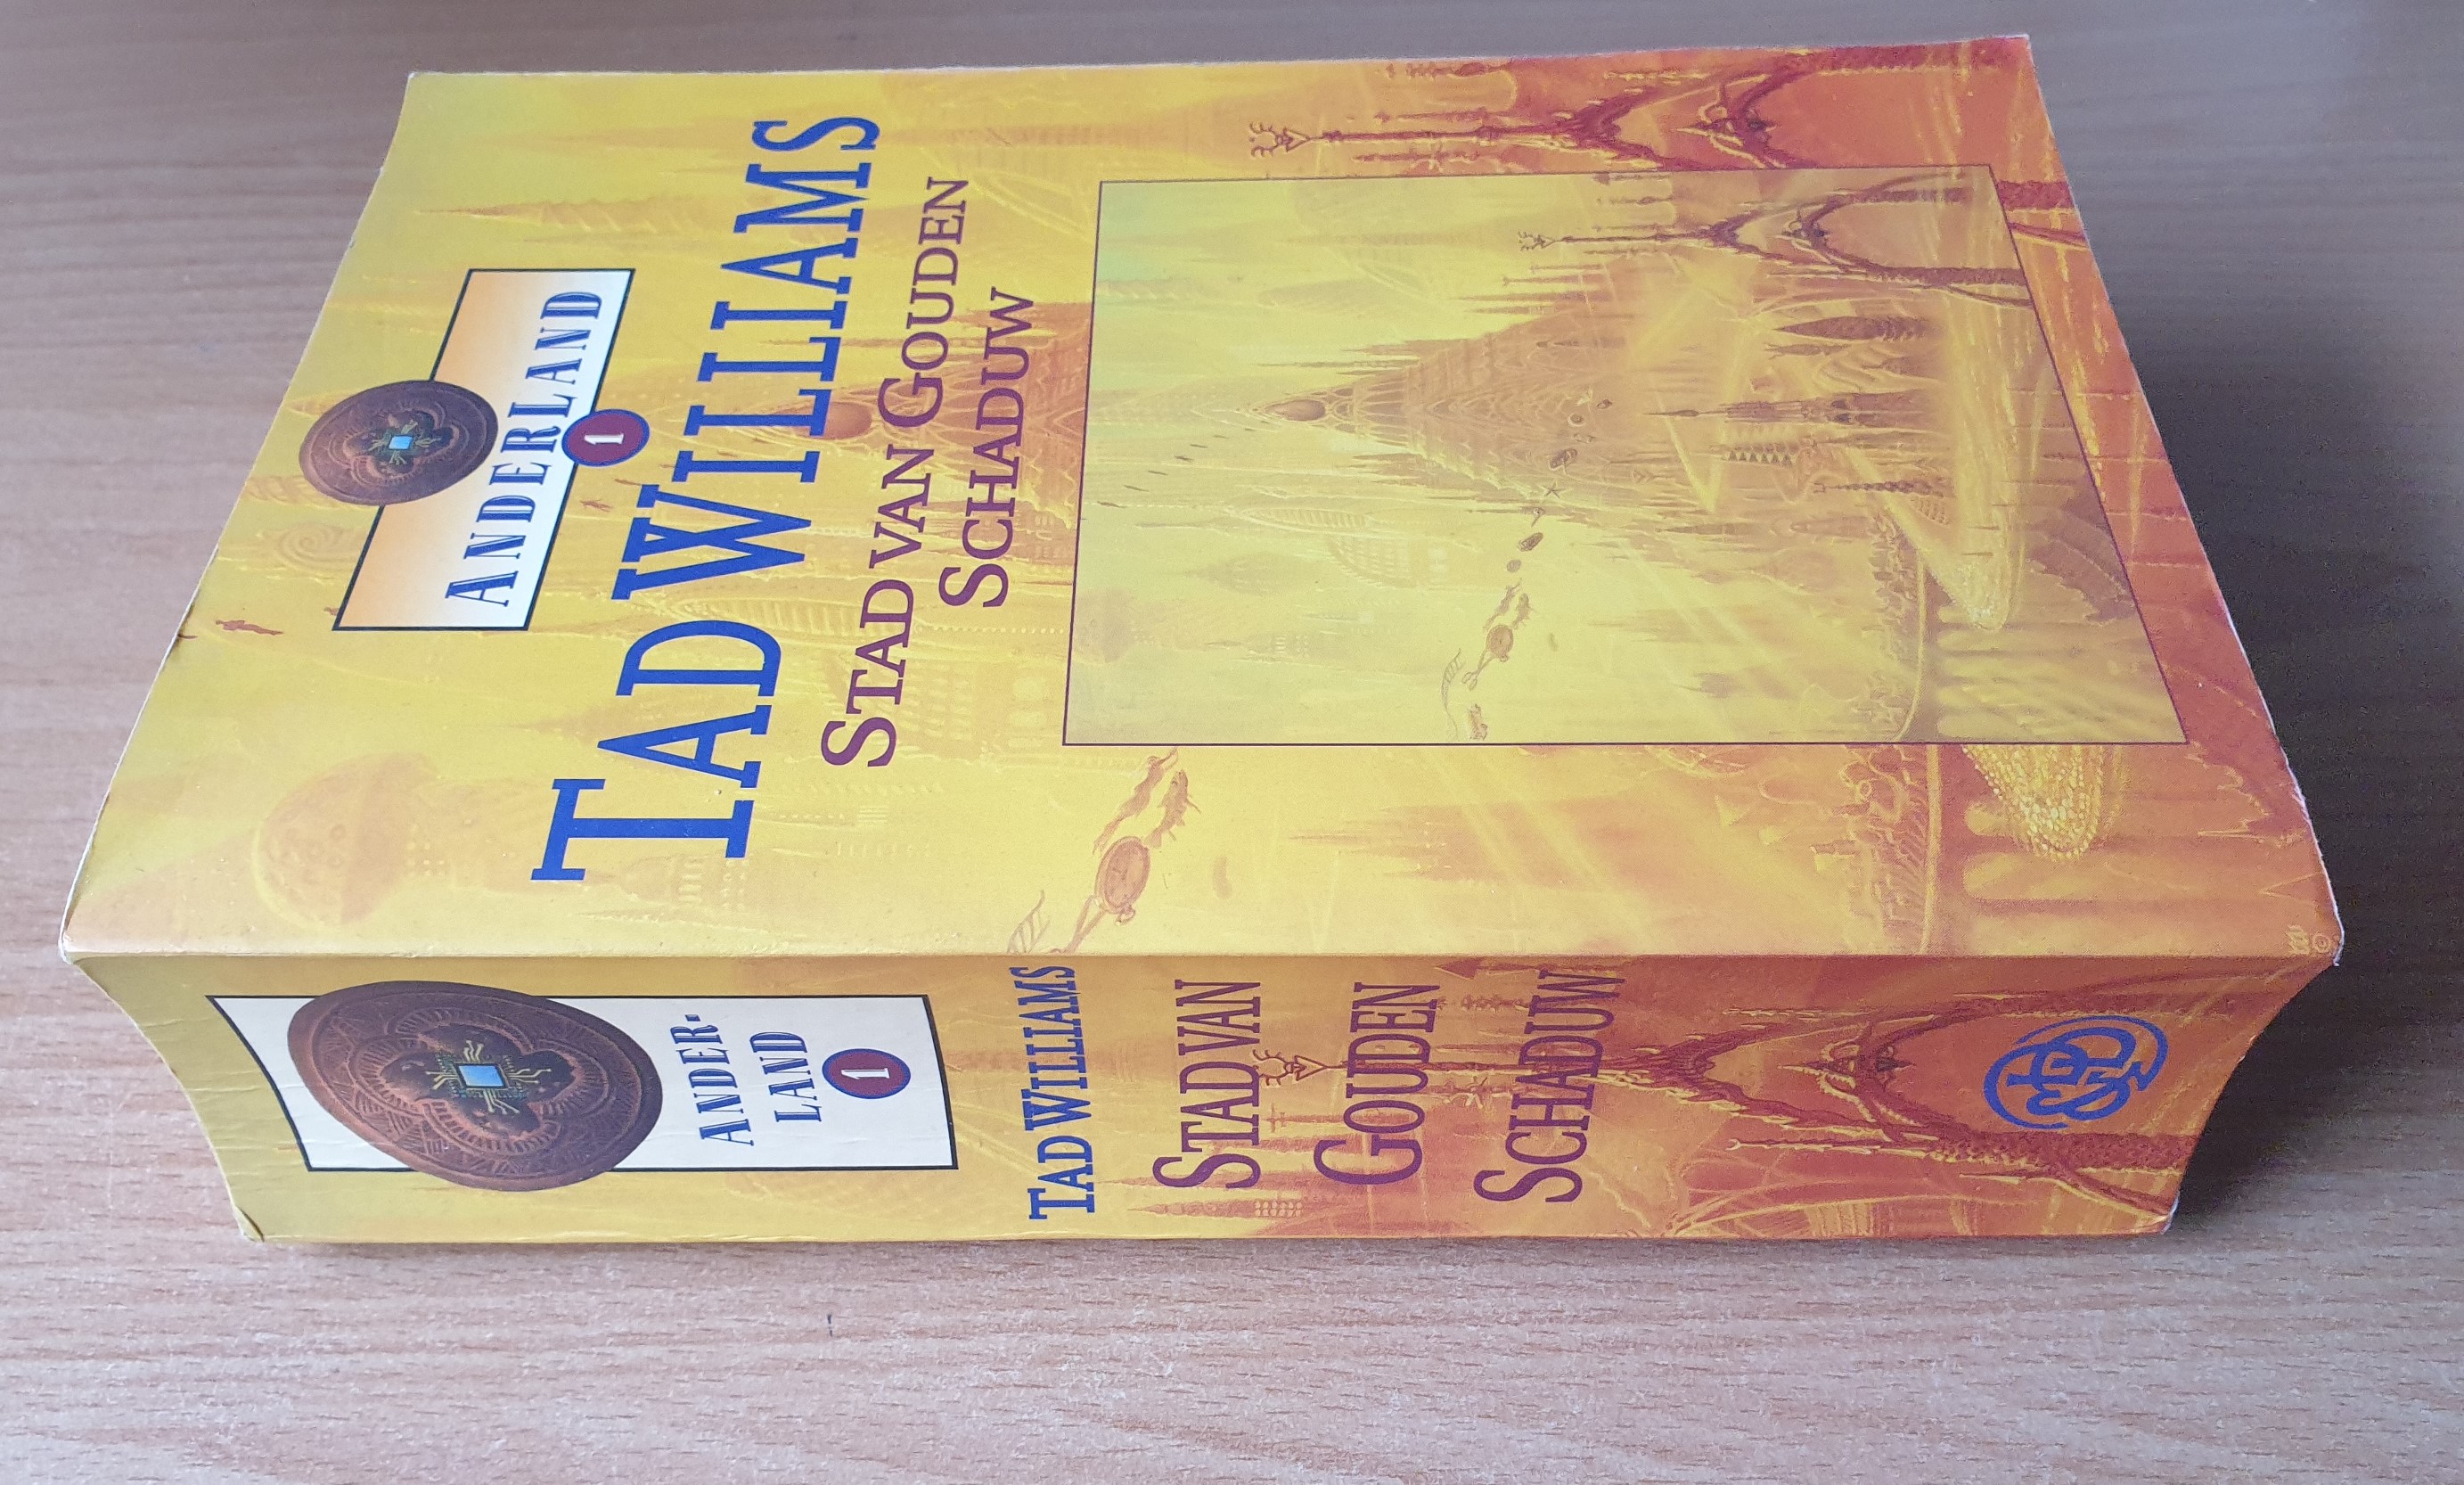 ANDERLAND
1
TAD WILLIAMS
STAD VAN GOUDEN
SCHADUW
ANDER-
LAND
1
TAD WILLIAMS
STAD VAN
GOUDEN
SCHADUW